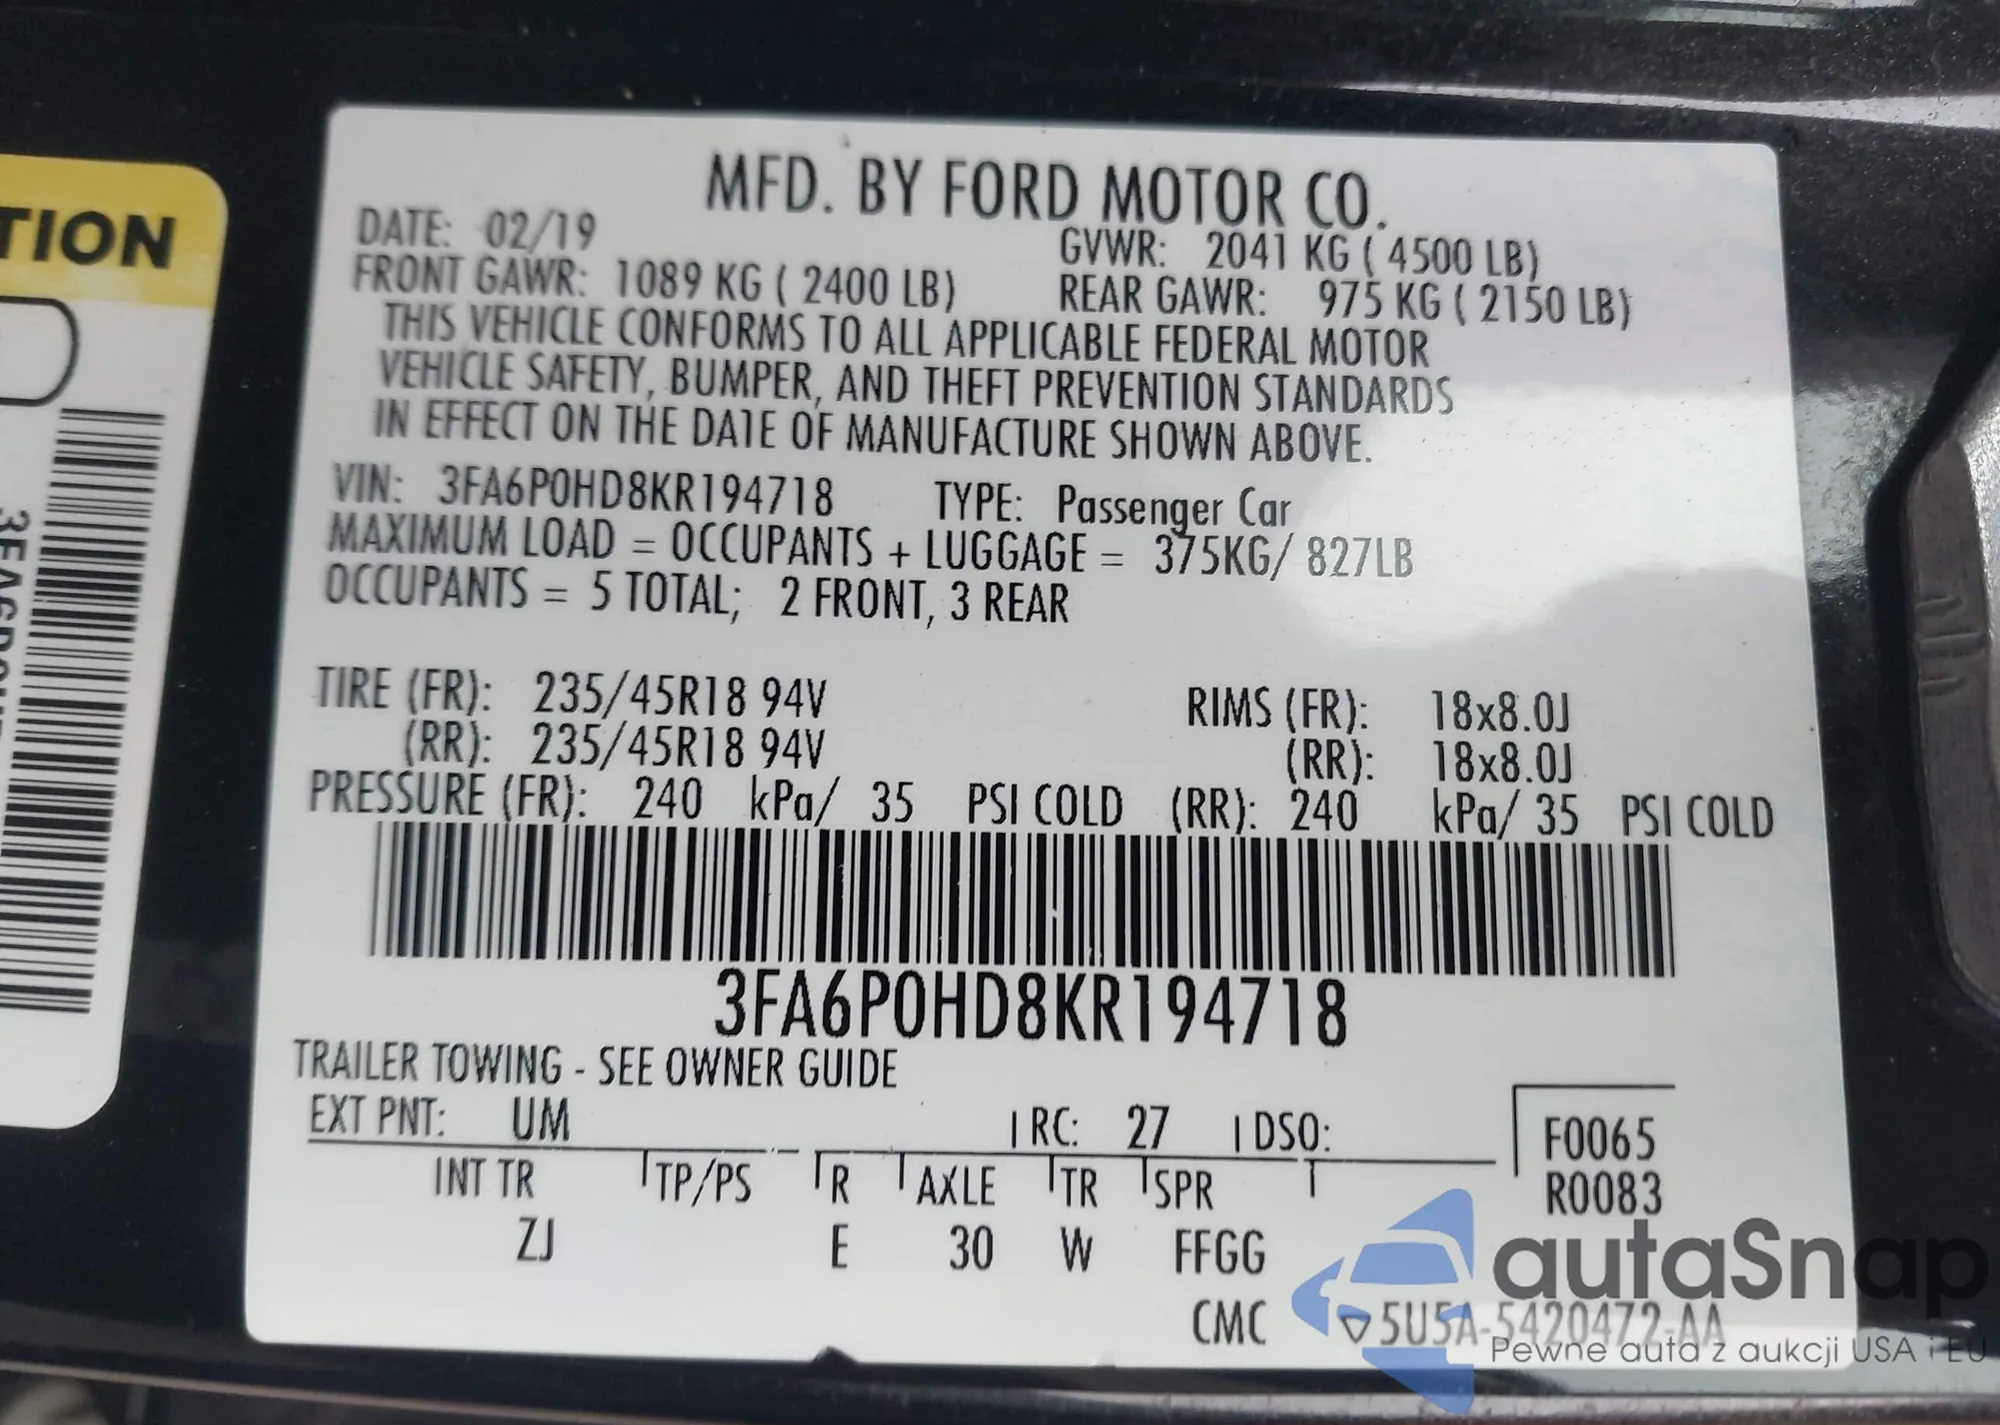 TION
3FA6P0H
MFD. BY FORD MOTOR CO.
DATE: 02/19 GVWR: 2041 KG ( 4500 LB)
FRONT GAWR: 1089 KG ( 2400 LB) REAR GAWR: 975 KG ( 2150 LB)
THIS VEHICLE CONFORMS TO ALL APPLICABLE FEDERAL MOTOR
VEHICLE SAFETY, BUMPER, AND THEFT PREVENTION STANDARDS
IN EFFECT ON THE DATE OF MANUFACTURE SHOWN ABOVE.
VIN: 3FA6P0HD8KR194718 TYPE: Passenger Car
MAXIMUM LOAD = OCCUPANTS + LUGGAGE = 375KG/ 827LB
OCCUPANTS = 5 TOTAL; 2 FRONT, 3 REAR
TIRE (FR): 235/45R18 94V RIMS (FR): 18x8.0J
(RR): 235/45R18 94V (RR): 18x8.0J
PRESSURE (FR): 240 kPa/ 35 PSI COLD (RR): 240 kPa/ 35 PSI COLD
3FA6P0HD8KR194718
TRAILER TOWING - SEE OWNER GUIDE
EXT PNT: UM RC: 27 DSO: F0065
R0083
INT TR TP/PS R AXLE TR SPR
ZJ E 30 W FFGG
CMC ▽5U5A-5420472-AA
autaSnap
Pewne auta z aukcji USA i EU